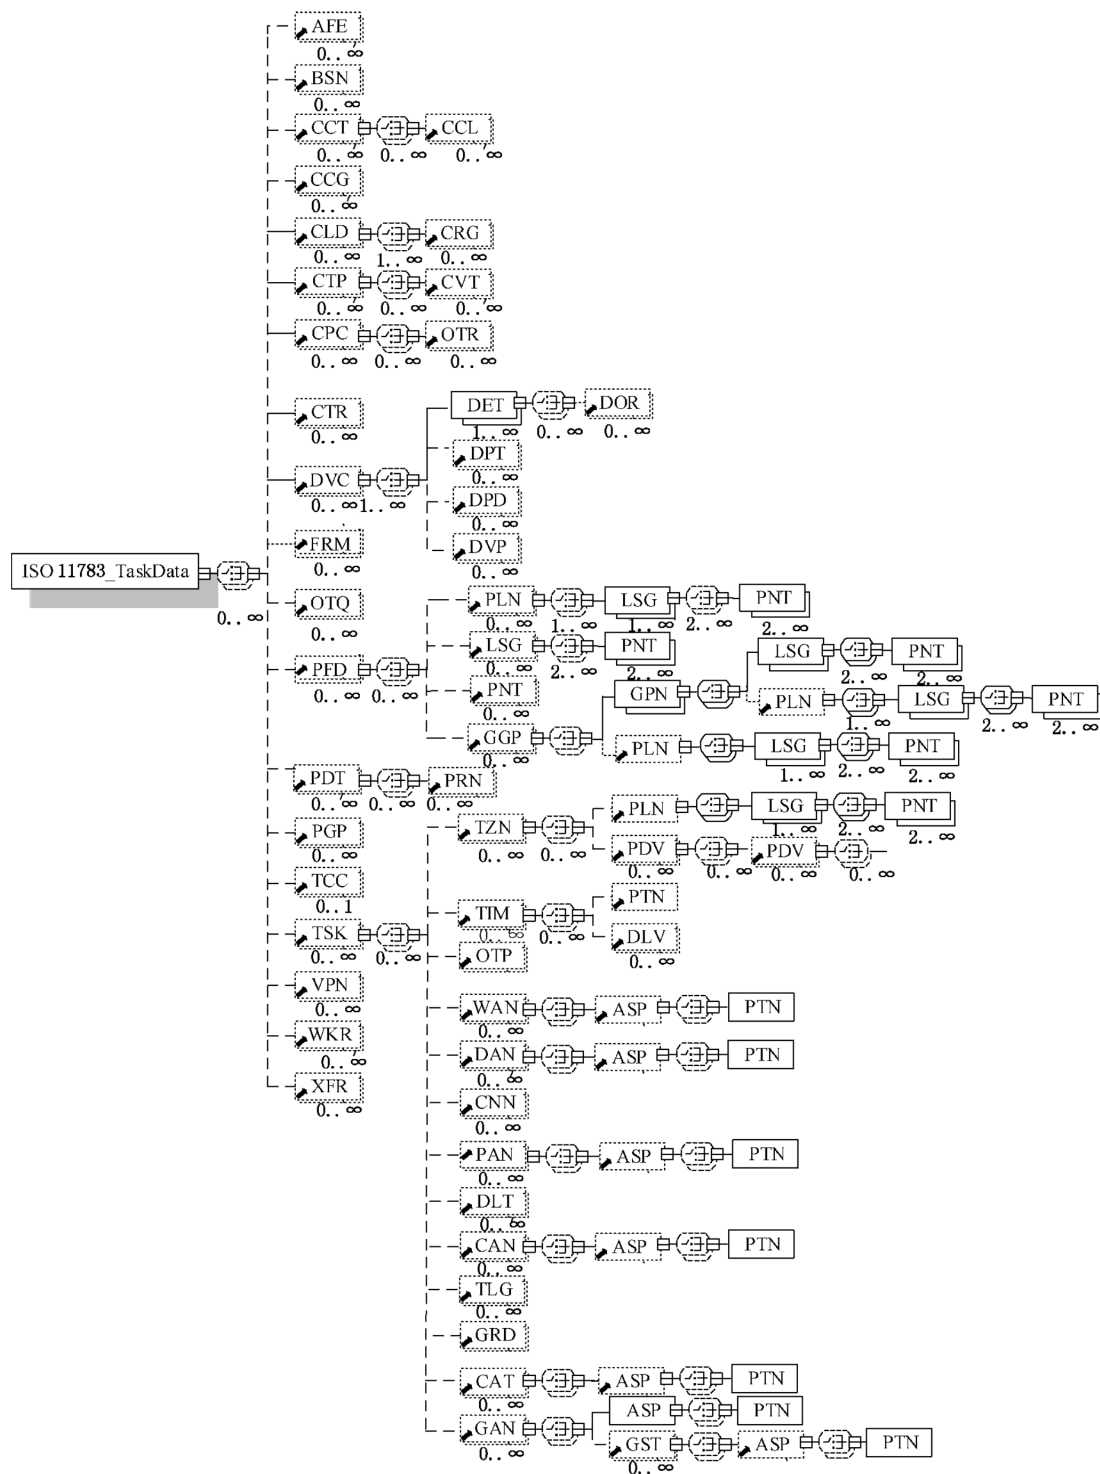 AFE
0.. ∞
BSN
0.. ∞
CCT CCL
0.. ∞ 0.. ∞ 0.. ∞
CCG
0.. ∞
CLD CRG
0.. ∞ 1.. ∞ 0.. ∞
CTP CVT
0.. ∞ 0.. ∞ 0.. ∞
CPC OTR
0.. ∞ 0.. ∞ 0.. ∞
DET DOR
1.. ∞ 0.. ∞ 0.. ∞
CTR
0.. ∞
DPT
0.. ∞
DVC
0.. ∞ 1.. ∞
DPD
0.. ∞
DVP
0.. ∞
FRM
0.. ∞
ISO 11783_TaskData
0.. ∞
OTQ
0.. ∞
PLN LSG PNT
0.. ∞ 1.. ∞ 1.. ∞ 2.. ∞ 2.. ∞
LSG PNT
0.. ∞ 2.. ∞ 2.. ∞
LSG PNT
2.. ∞ 2.. ∞
PFD
0.. ∞ 0.. ∞
PNT
0.. ∞
GPN
PLN LSG PNT
1.. ∞ 2.. ∞ 2.. ∞
GGP
0.. ∞
PLN LSG PNT
1.. ∞ 2.. ∞ 2.. ∞
PDT PRN
0.. ∞ 0.. ∞ 0.. ∞
PGP
0.. ∞
TZN
0.. ∞ 0.. ∞
PLN LSG PNT
1.. ∞ 2.. ∞ 2.. ∞
PDV PDV
0.. ∞ 0.. ∞ 0.. ∞ 0.. ∞
TCC
0..1
TIM
0.. ∞ 0.. ∞
PTN
DLV
0.. ∞
TSK
0.. ∞ 0.. ∞
OTP
VPN
0.. ∞
WAN ASP PTN
0.. ∞
WKR
0.. ∞
DAN ASP PTN
0.. ∞
XFR
0.. ∞
CNN
0.. ∞
PAN ASP PTN
0.. ∞
DLT
0.. ∞
CAN ASP PTN
0.. ∞
TLG
0.. ∞
GRD
CAT ASP PTN
0.. ∞
ASP PTN
GAN
0.. ∞
GST ASP PTN
0.. ∞